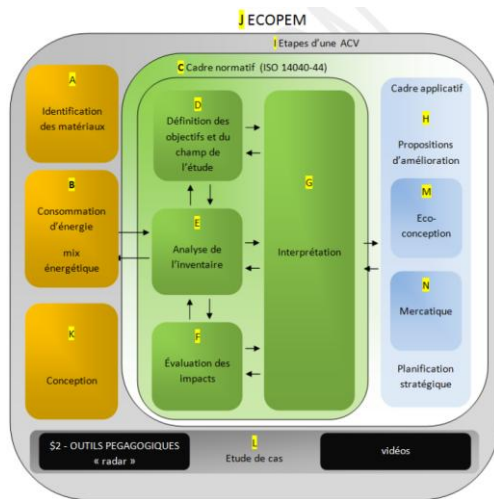 J ECOPEM
I Etapes d'une ACV
C Cadre normatif (ISO 14040-44)
A
Identification
des matériaux
B
Consommation
d'énergie
mix
énergétique
K
Conception
D
Définition des
objectifs et du
champ de
l'étude
E
Analyse de
l'inventaire
F
Évaluation des
impacts
G
Interprétation
Cadre applicatif
H
Propositions
d'amélioration
M
Eco-
conception
N
Mercatique
Planification
stratégique
$2 - OUTILS PEGAGOGIQUES
« radar »
L
Etude de cas
vidéos